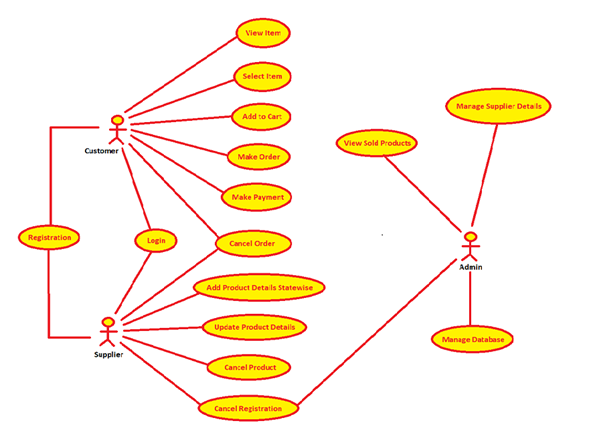 View Item
Select Item
Manage Supplier Details
Add to Cart
View Sold Products
Customer
Make Order
Make Payment
Registration
Login
Cancel Order
Admin
Add Product Details Statewise
Update Product Details
Manage Database
Supplier
Cancel Product
Cancel Registration